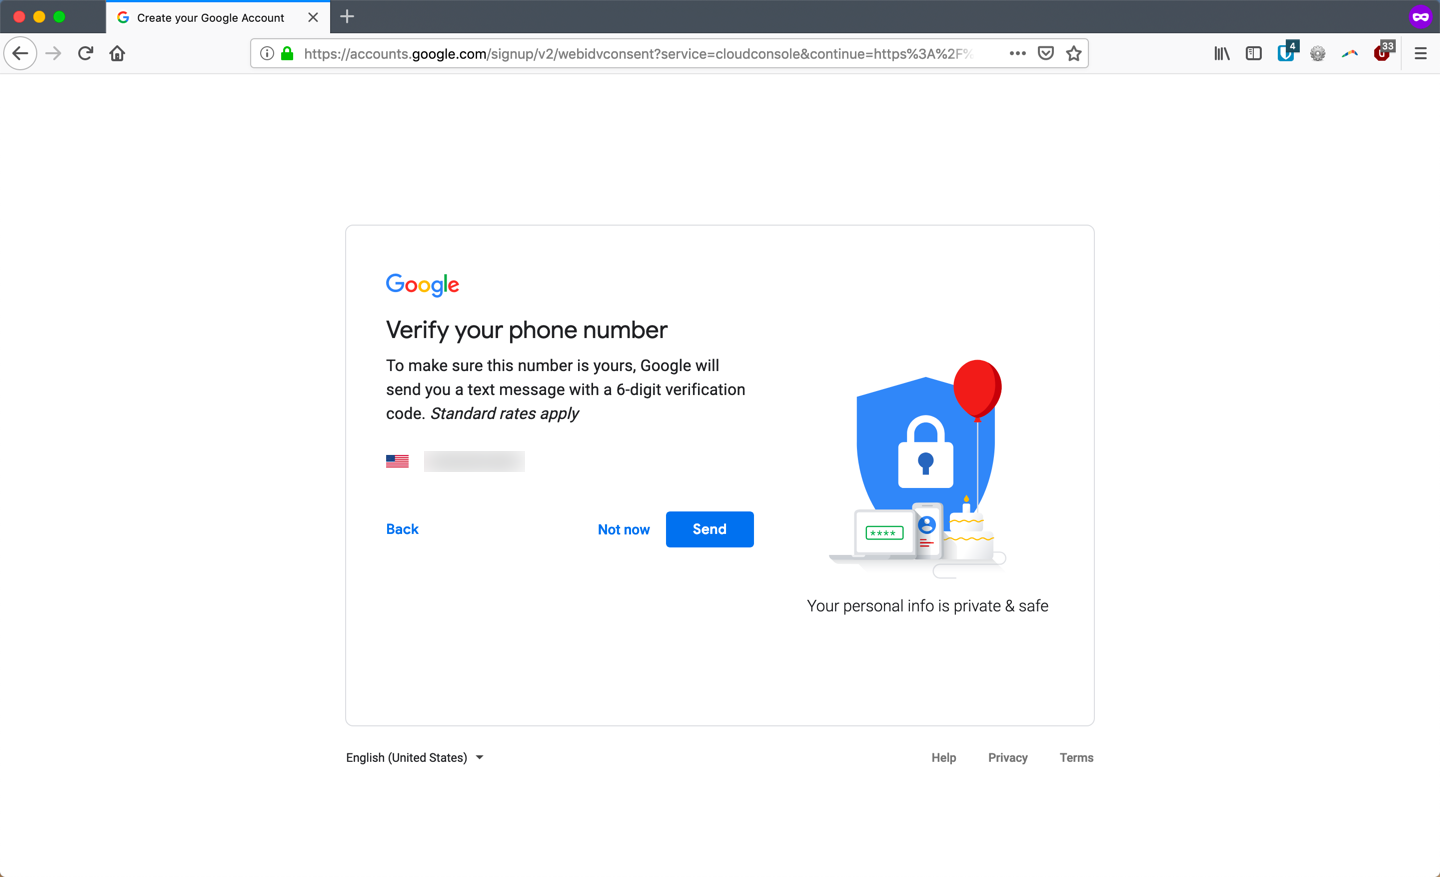 Create your Google Account
https://accounts.google.com/signup/v2/webidvconsent?service=cloudconsole&continue=https%3A%2F%
4
33
Google
Verify your phone number
To make sure this number is yours, Google will
send you a text message with a 6-digit verification
code. Standard rates apply
Back
Not now
Send
****
Your personal info is private & safe
English (United States)
Help
Privacy
Terms